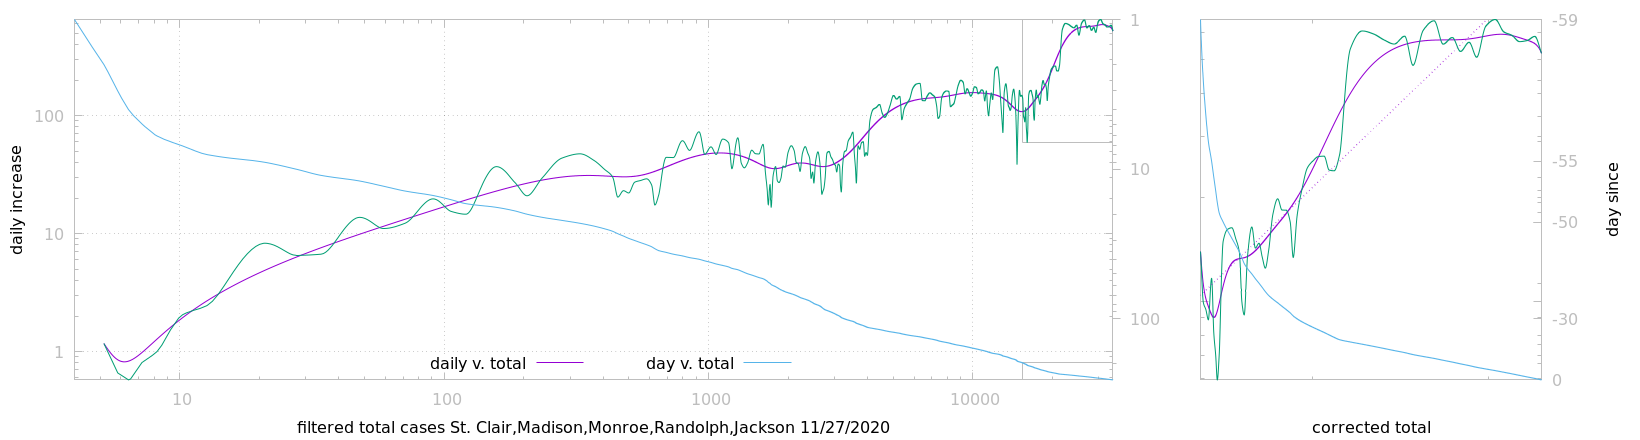 daily increase
100
10
1
1
10
100
daily v. total
day v. total
10
100
1000
10000
filtered total cases St. Clair,Madison,Monroe,Randolph,Jackson 11/27/2020
-59
-55
-50
-30
0
day since
corrected total